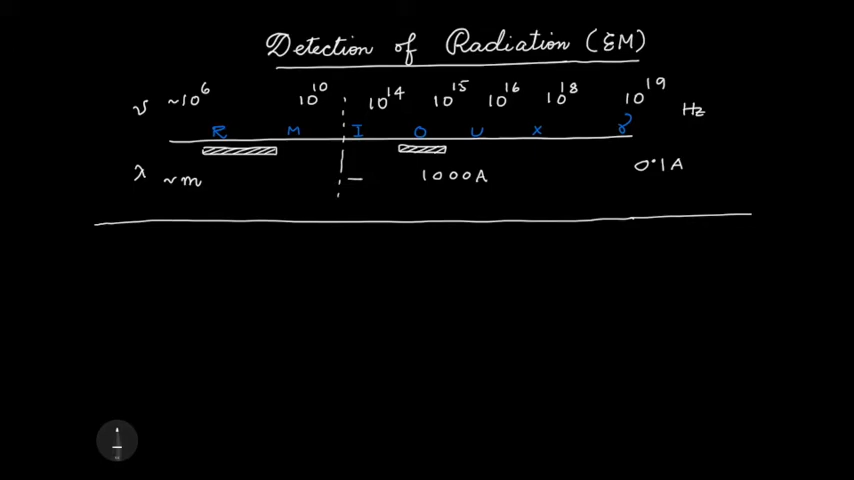 Detection of Radiation (EM)
ν ~10⁶ 10¹⁰ 10¹⁴ 10¹⁵ 10¹⁶ 10¹⁸ 10¹⁹ Hz
R M I O U X γ
λ ~m 1000A 0.1A